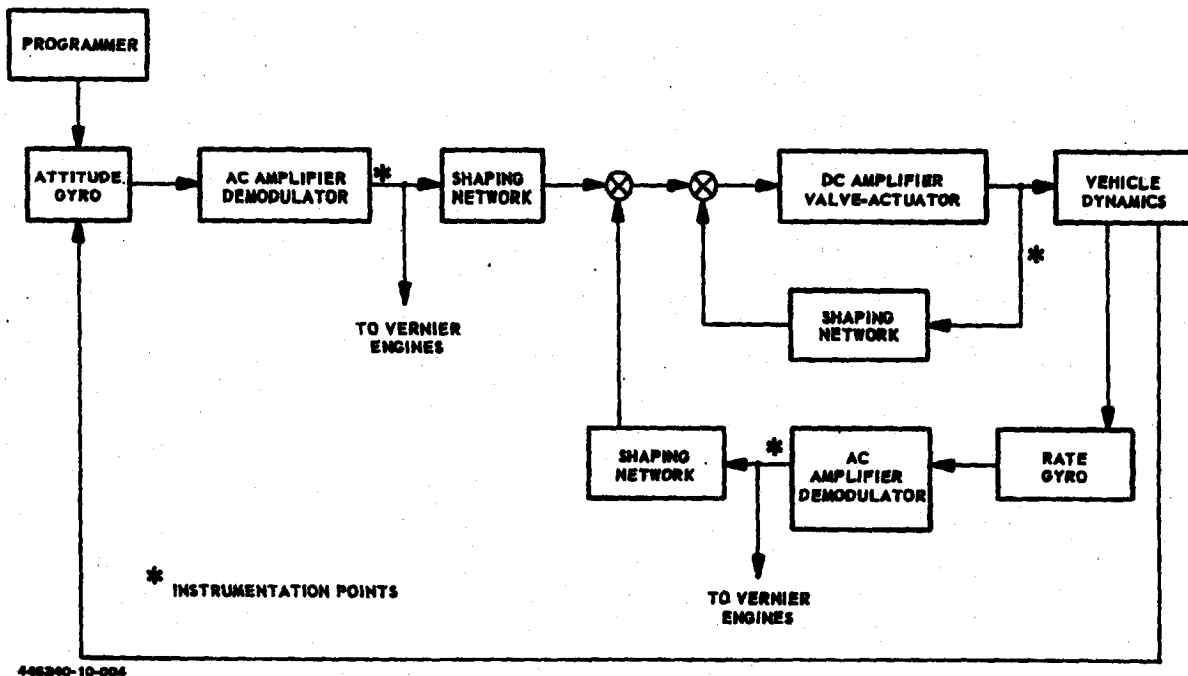 PROGRAMMER
ATTITUDE
GYRO
AC AMPLIFIER
DEMODULATOR
*
SHAPING
NETWORK
DC AMPLIFIER
VALVE-ACTUATOR
VEHICLE
DYNAMICS
*
TO VERNIER
ENGINES
SHAPING
NETWORK
SHAPING
NETWORK
*
AC
AMPLIFIER
DEMODULATOR
RATE
GYRO
* INSTRUMENTATION POINTS
TO VERNIER
ENGINES